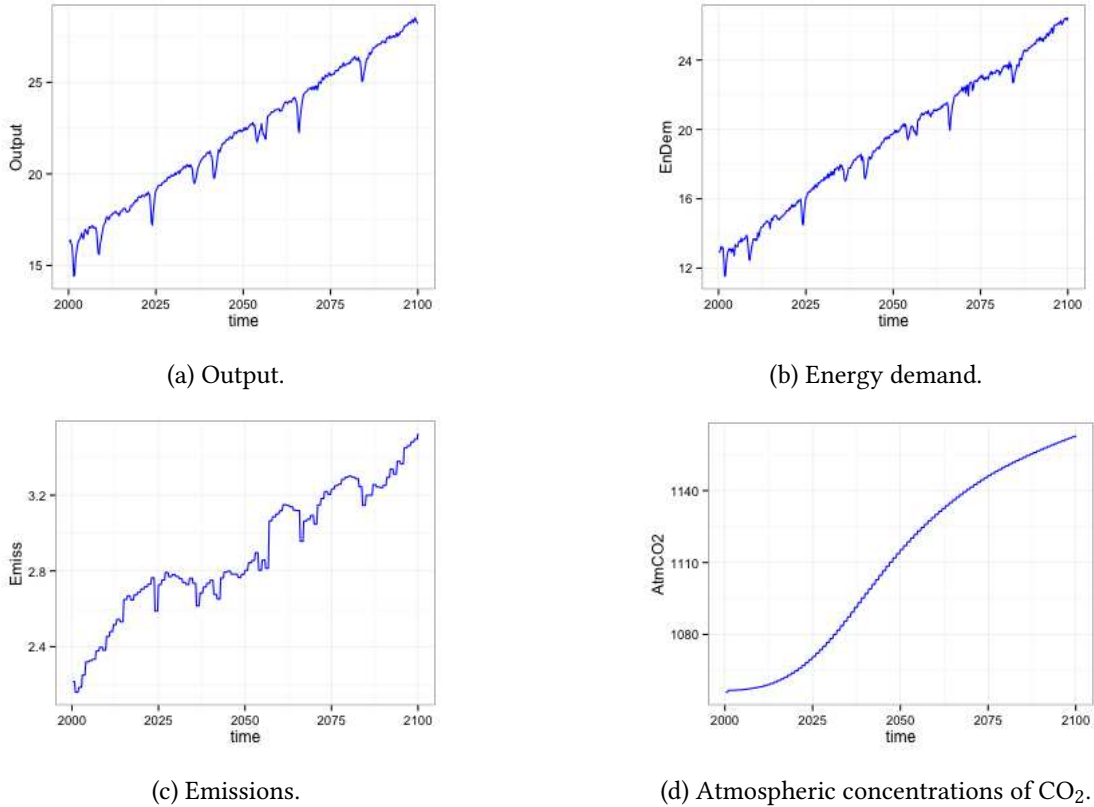 Output
25
20
15
2000 2025 2050 2075 2100
time
(a) Output.
EnDem
24
20
16
12
2000 2025 2050 2075 2100
time
(b) Energy demand.
Emiss
3.2
2.8
2.4
2000 2025 2050 2075 2100
time
(c) Emissions.
AtmCO2
1140
1110
1080
2000 2025 2050 2075 2100
time
(d) Atmospheric concentrations of CO₂.